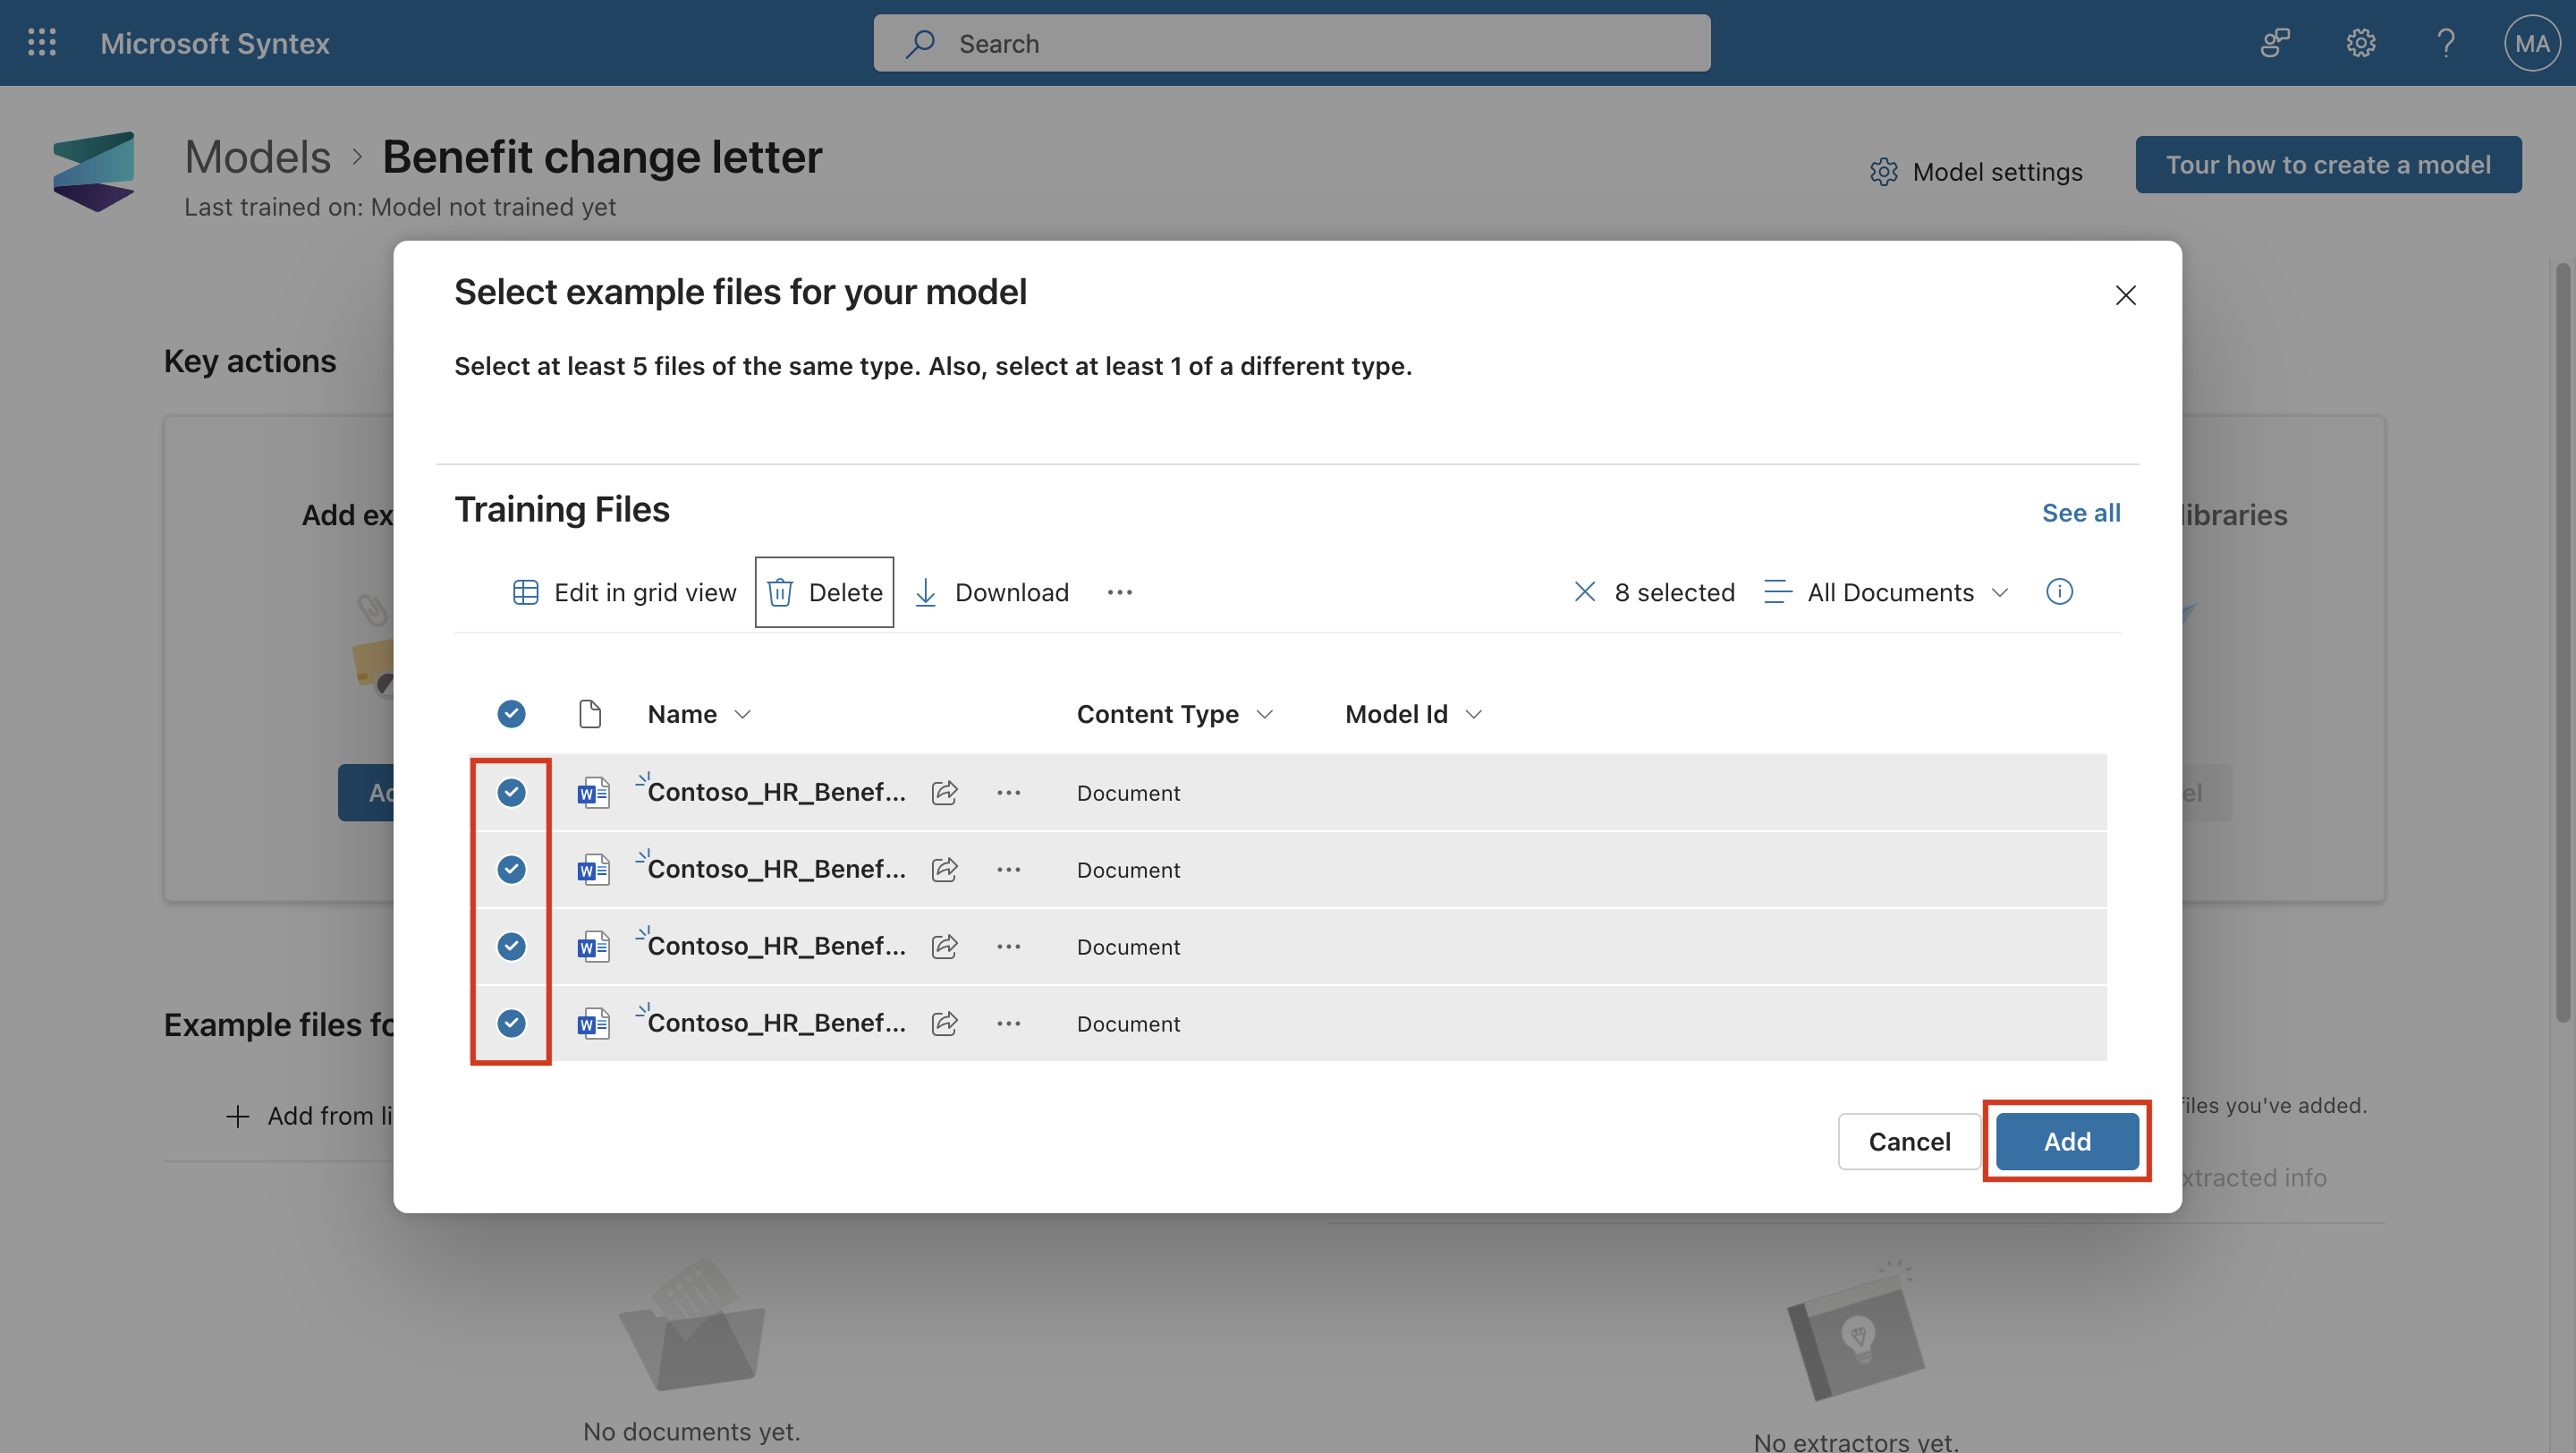 Microsoft Syntex
Search
MA
Models > Benefit change letter
Last trained on: Model not trained yet
Model settings
Tour how to create a model
Select example files for your model
Select at least 5 files of the same type. Also, select at least 1 of a different type.
Key actions
Training Files
See all
Add ex
libraries
Edit in grid view
Delete
Download
8 selected
All Documents
Name
Content Type
Model Id
Contoso_HR_Benef...
Document
Contoso_HR_Benef...
Document
Contoso_HR_Benef...
Document
Contoso_HR_Benef...
Document
Ad
el
Example files fo
Add from li
files you've added.
Cancel
Add
xtracted info
No documents yet.
No extractors yet.